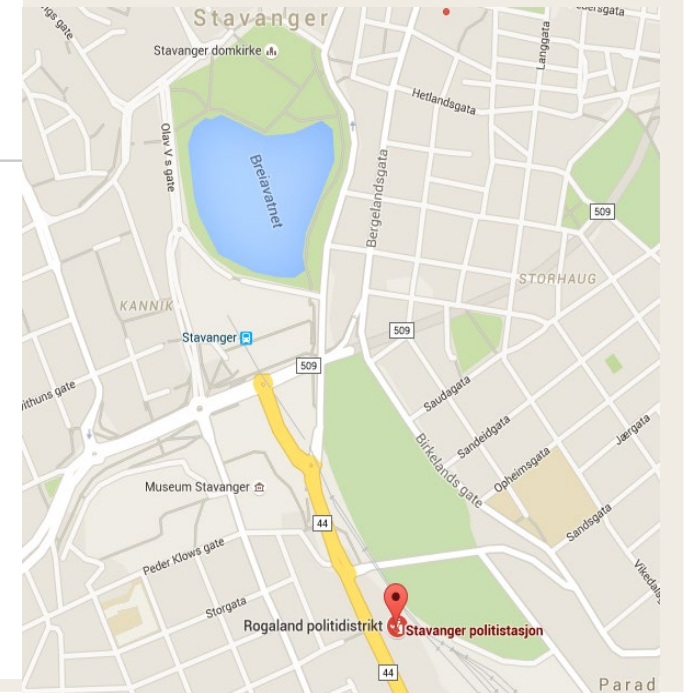 Stavanger
Stavanger domkirke
Langgata
Hetlandsgata
Olav V s gate
Breiavatnet
Bergelandsgata
509
STORHAUG
KANNIK
Stavanger
509
509
Saudagata
Birkelands gate
Sandeidgata
Jærgata
Opheimsgata
Museum Stavanger
44
Sandsgata
Peder Klows gate
Storgata
Rogaland politidistrikt
Stavanger politistasjon
44